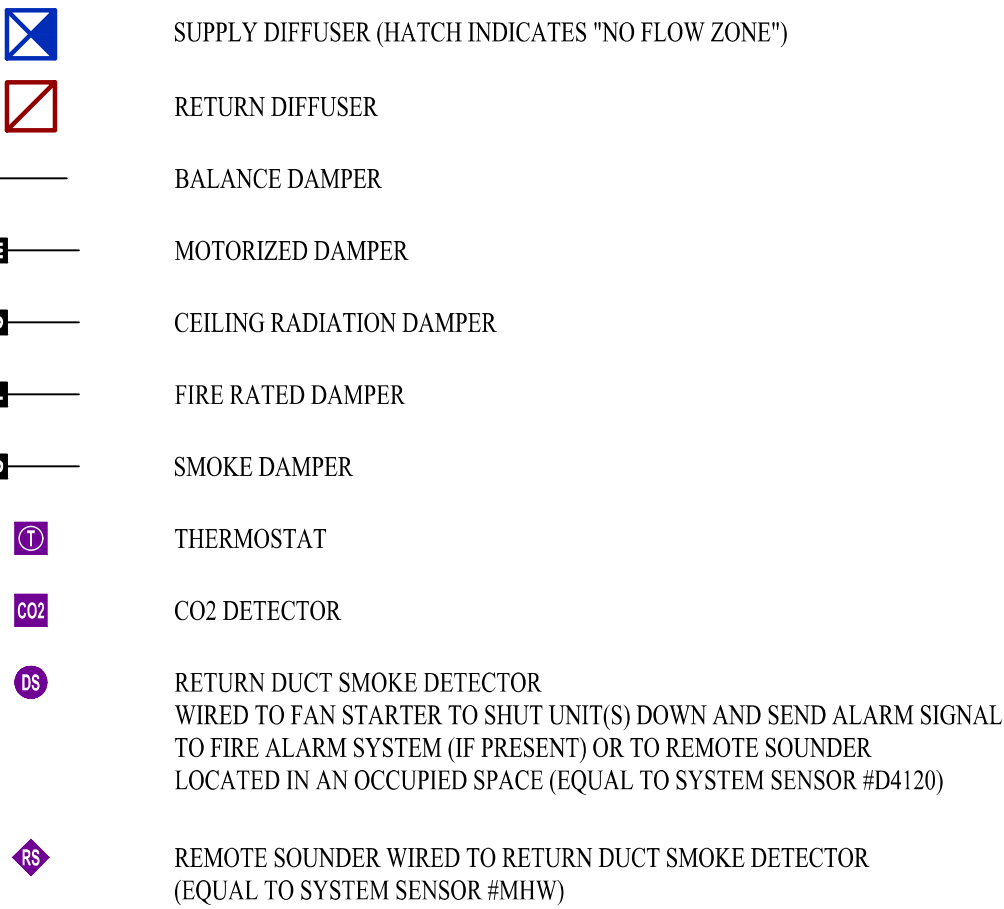 SUPPLY DIFFUSER (HATCH INDICATES "NO FLOW ZONE")
RETURN DIFFUSER
BALANCE DAMPER
MOTORIZED DAMPER
CEILING RADIATION DAMPER
FIRE RATED DAMPER
SMOKE DAMPER
T THERMOSTAT
CO2 CO2 DETECTOR
DS RETURN DUCT SMOKE DETECTOR
WIRED TO FAN STARTER TO SHUT UNIT(S) DOWN AND SEND ALARM SIGNAL
TO FIRE ALARM SYSTEM (IF PRESENT) OR TO REMOTE SOUNDER
LOCATED IN AN OCCUPIED SPACE (EQUAL TO SYSTEM SENSOR #D4120)
RS REMOTE SOUNDER WIRED TO RETURN DUCT SMOKE DETECTOR
(EQUAL TO SYSTEM SENSOR #MHW)